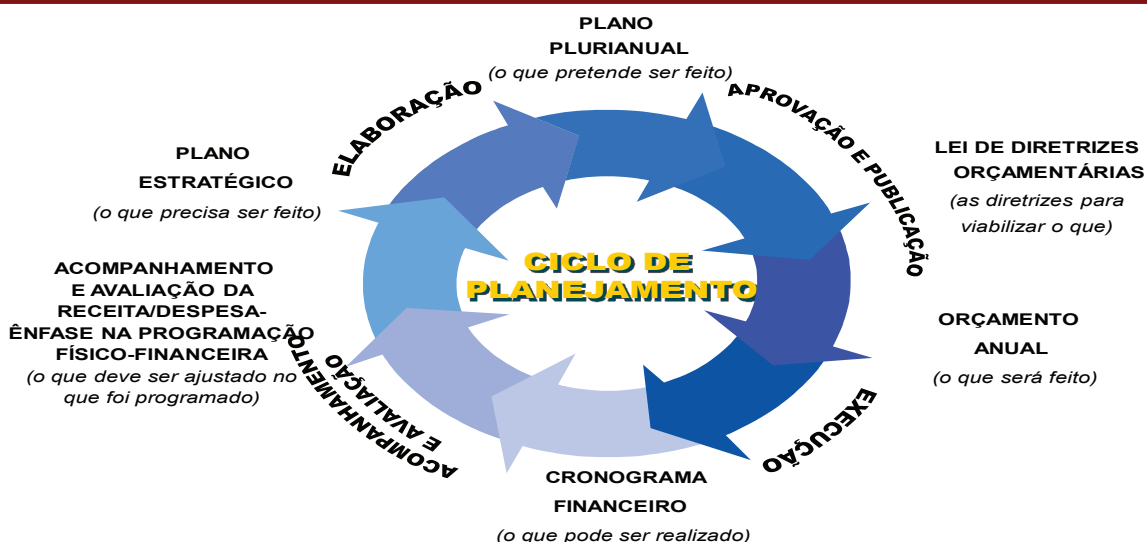 PLANO
PLURIANUAL
(o que pretende ser feito)
ELABORAÇÃO
APROVAÇÃO E PUBLICAÇÃO
PLANO
ESTRATÉGICO
(o que precisa ser feito)
LEI DE DIRETRIZES
ORÇAMENTÁRIAS
(as diretrizes para
viabilizar o que)
CICLO DE
PLANEJAMENTO
ACOMPANHAMENTO
E AVALIAÇÃO DA
RECEITA/DESPESA-
ÊNFASE NA PROGRAMAÇÃO
FÍSICO-FINANCEIRA
(o que deve ser ajustado no
que foi programado)
ORÇAMENTO
ANUAL
(o que será feito)
ACOMPANHAMENTO
E AVALIAÇÃO
EXECUÇÃO
CRONOGRAMA
FINANCEIRO
(o que pode ser realizado)